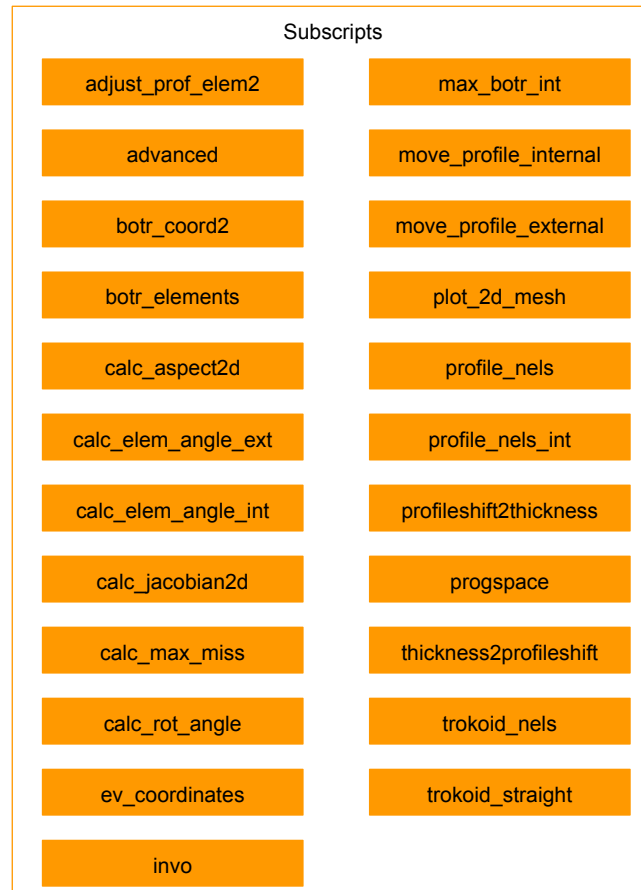 Subscripts
adjust_prof_elem2
advanced
botr_coord2
botr_elements
calc_aspect2d
calc_elem_angle_ext
calc_elem_angle_int
calc_jacobian2d
calc_max_miss
calc_rot_angle
ev_coordinates
invo
max_botr_int
move_profile_internal
move_profile_external
plot_2d_mesh
profile_nels
profile_nels_int
profileshift2thickness
progspace
thickness2profileshift
trokoid_nels
trokoid_straight